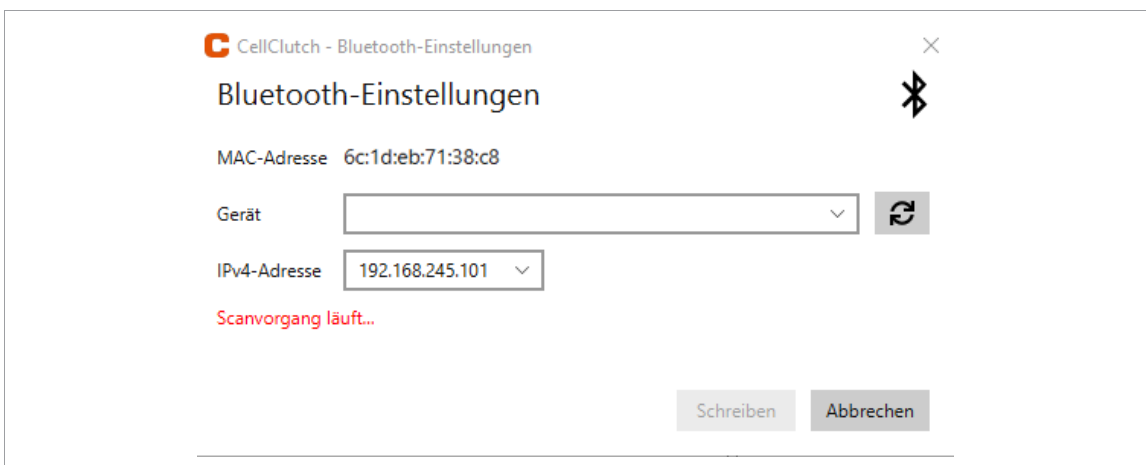 CellClutch - Bluetooth-Einstellungen
Bluetooth-Einstellungen
MAC-Adresse 6c:1d:eb:71:38:c8
Gerät
IPv4-Adresse 192.168.245.101
Scanvorgang läuft...
Schreiben Abbrechen